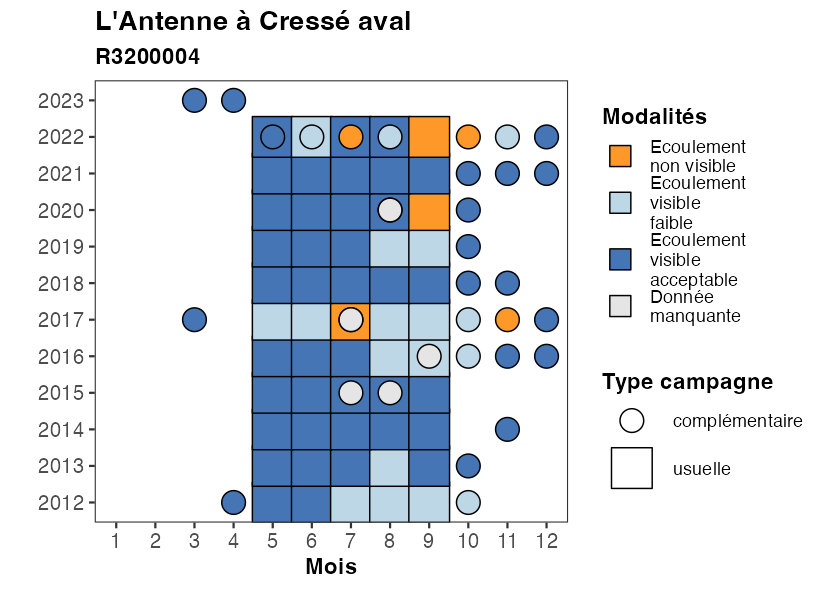 L'Antenne à Cressé aval
R3200004
2023
2022
2021
2020
2019
2018
2017
2016
2015
2014
2013
2012
1 2 3 4 5 6 7 8 9 10 11 12
Mois
Modalités
Ecoulement
non visible
Ecoulement
visible
faible
Ecoulement
visible
acceptable
Donnée
manquante
Type campagne
complémentaire
usuelle